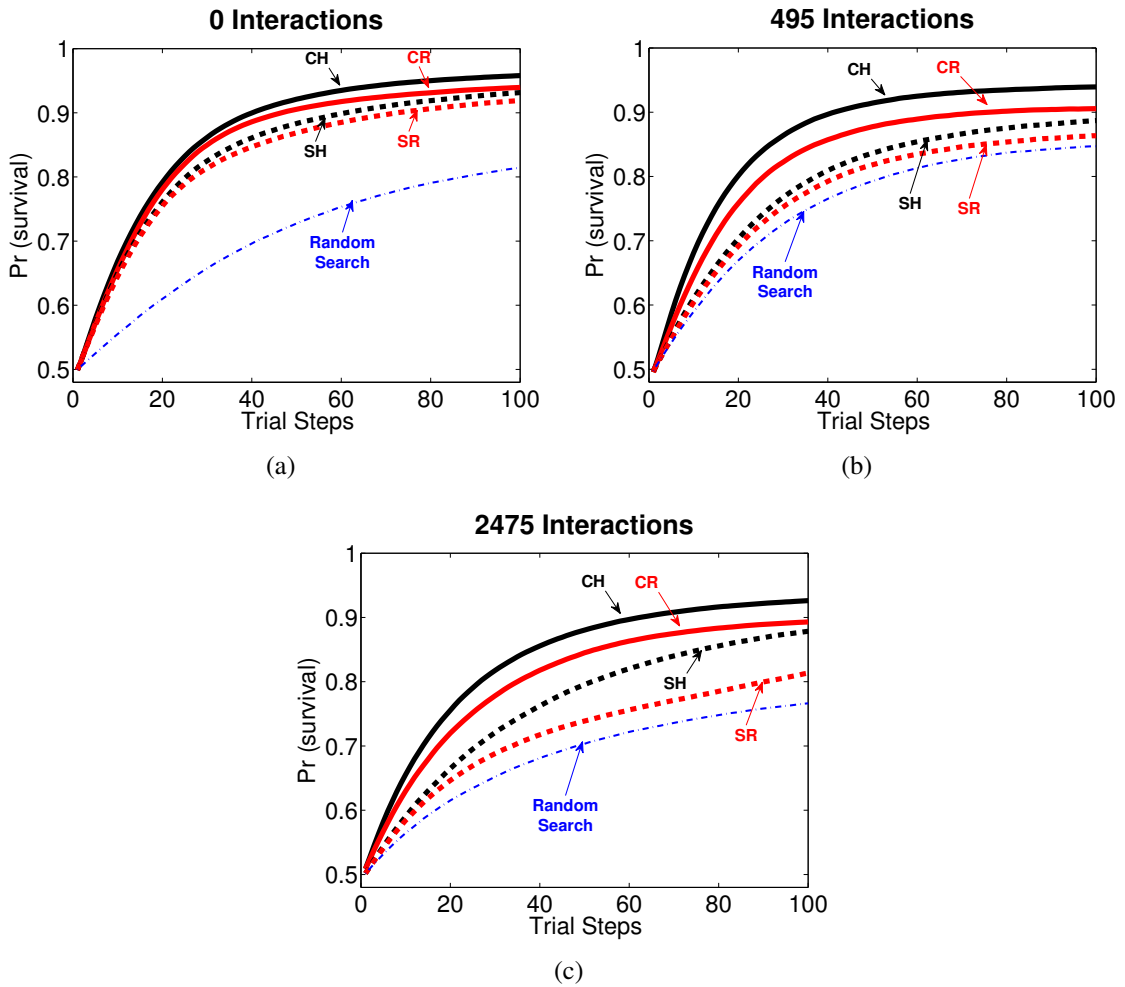 0 Interactions
Pr (survival)
1
0.9
0.8
0.7
0.6
0.5
CH
CR
SH
SR
Random
Search
0 20 40 60 80 100
Trial Steps
(a)
495 Interactions
Pr (survival)
1
0.9
0.8
0.7
0.6
0.5
CH
CR
SH
SR
Random
Search
0 20 40 60 80 100
Trial Steps
(b)
2475 Interactions
Pr (survival)
1
0.9
0.8
0.7
0.6
0.5
CH
CR
SH
SR
Random
Search
0 20 40 60 80 100
Trial Steps
(c)